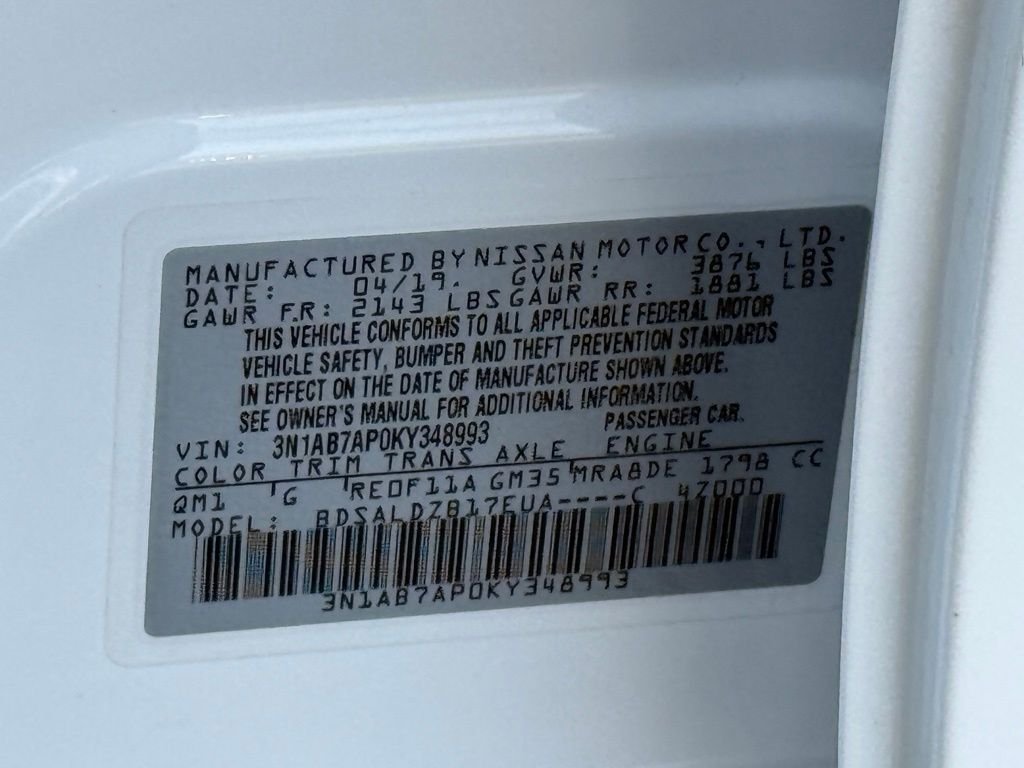 MANUFACTURED BY NISSAN MOTOR CO., LTD.
DATE: 04/19. GVWR: 3876 LBS
GAWR F.R: 2143 LBS GAWR RR: 1881 LBS
THIS VEHICLE CONFORMS TO ALL APPLICABLE FEDERAL MOTOR
VEHICLE SAFETY, BUMPER AND THEFT PREVENTION STANDARDS
IN EFFECT ON THE DATE OF MANUFACTURE SHOWN ABOVE.
SEE OWNER'S MANUAL FOR ADDITIONAL INFORMATION.
VIN: 3N1AB7AP0KY348993 PASSENGER CAR.
COLOR TRIM TRANS AXLE ENGINE
QM1 G RE0F11A GM35 MRA8DE 1798 CC
MODEL: BDSALDZB17EUA----C 47000
3N1AB7AP0KY348993